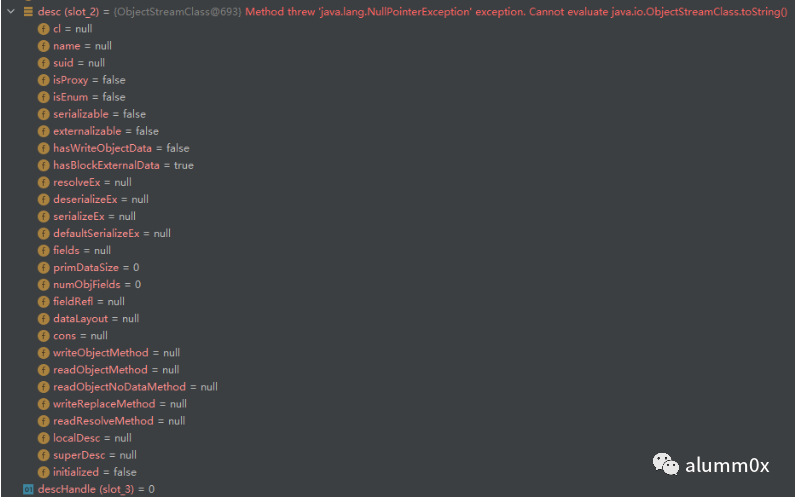 desc (slot_2) = {ObjectStreamClass@693} Method threw 'java.lang.NullPointerException' exception. Cannot evaluate java.io.ObjectStreamClass.toString()
f cl = null
f name = null
f suid = null
f isProxy = false
f isEnum = false
f serializable = false
f externalizable = false
f hasWriteObjectData = false
f hasBlockExternalData = true
f resolveEx = null
f deserializeEx = null
f serializeEx = null
f defaultSerializeEx = null
f fields = null
f primDataSize = 0
f numObjFields = 0
f fieldRefl = null
f dataLayout = null
f cons = null
f writeObjectMethod = null
f readObjectMethod = null
f readObjectNoDataMethod = null
f writeReplaceMethod = null
f readResolveMethod = null
f localDesc = null
f superDesc = null
f initialized = false
01 descHandle (slot_3) = 0
alumm0x